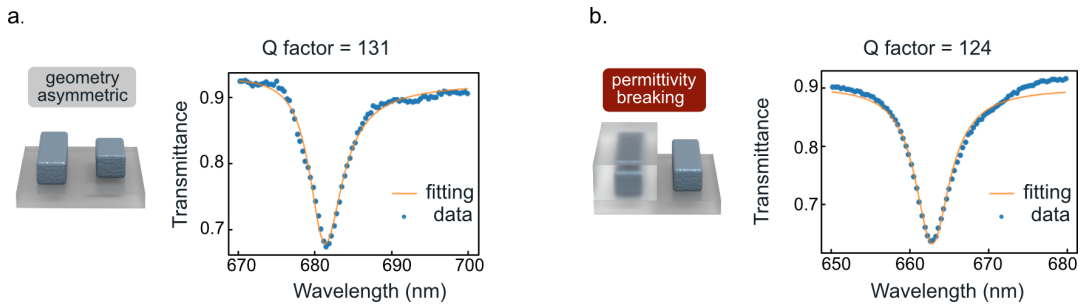 a.
Q factor = 131
geometry
asymmetric
Transmittance
0.9
0.8
0.7
fitting
data
670 680 690 700
Wavelength (nm)
b.
Q factor = 124
permittivity
breaking
Transmittance
0.9
0.8
0.7
fitting
data
650 660 670 680
Wavelength (nm)